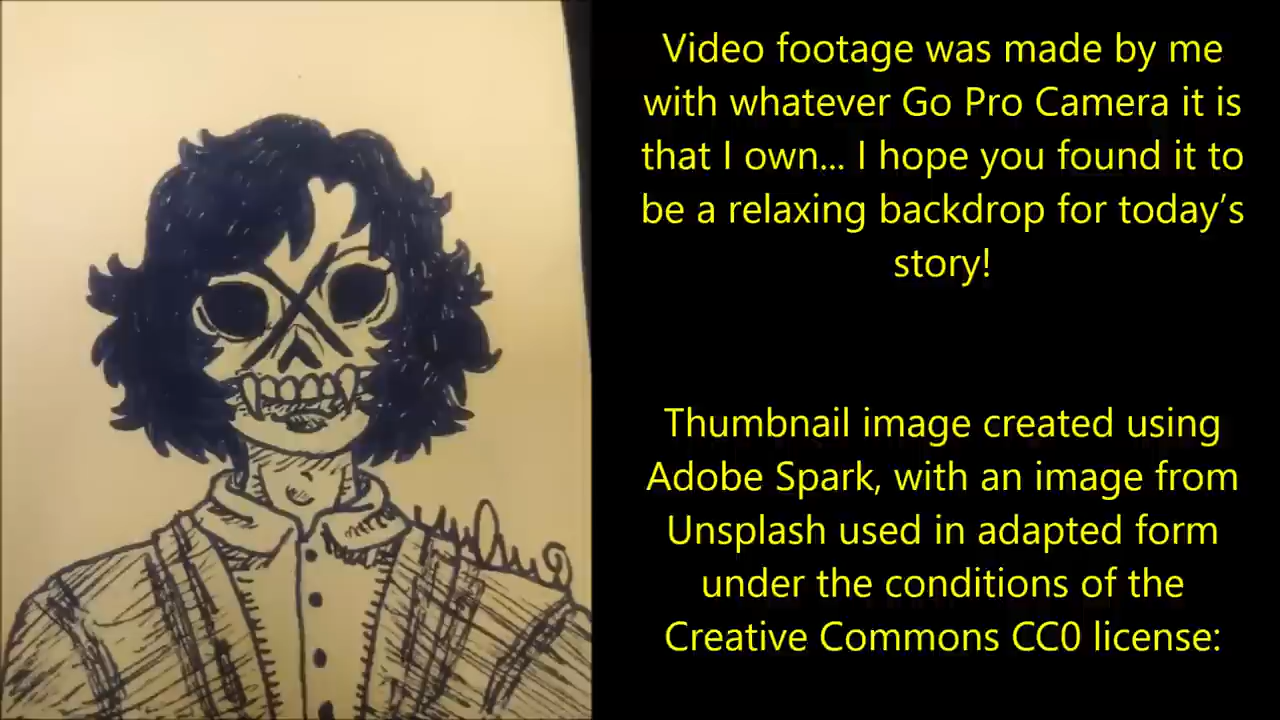 Video footage was made by me
with whatever Go Pro Camera it is
that I own... I hope you found it to
be a relaxing backdrop for today’s
story!
Thumbnail image created using
Adobe Spark, with an image from
Unsplash used in adapted form
under the conditions of the
Creative Commons CC0 license: